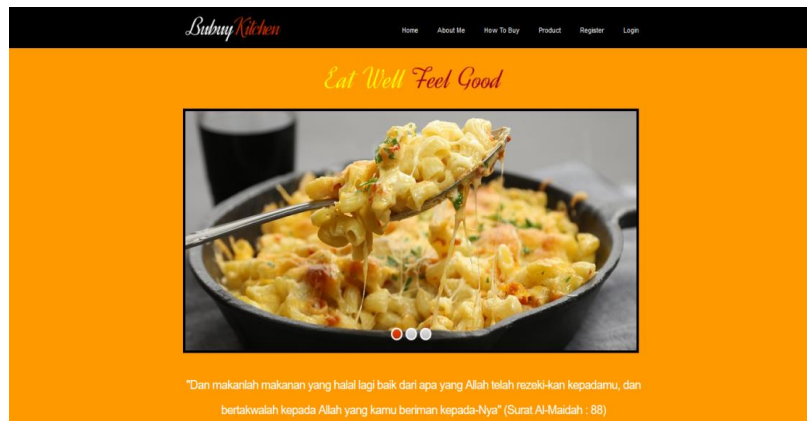 Bubuy Kitchen
Home About Me How To Buy Product Register Login
Eat Well Feel Good
"Dan makanlah makanan yang halal lagi baik dari apa yang Allah telah rezeki-kan kepadamu, dan
bertakwalah kepada Allah yang kamu beriman kepada-Nya" (Surat Al-Maidah : 88)